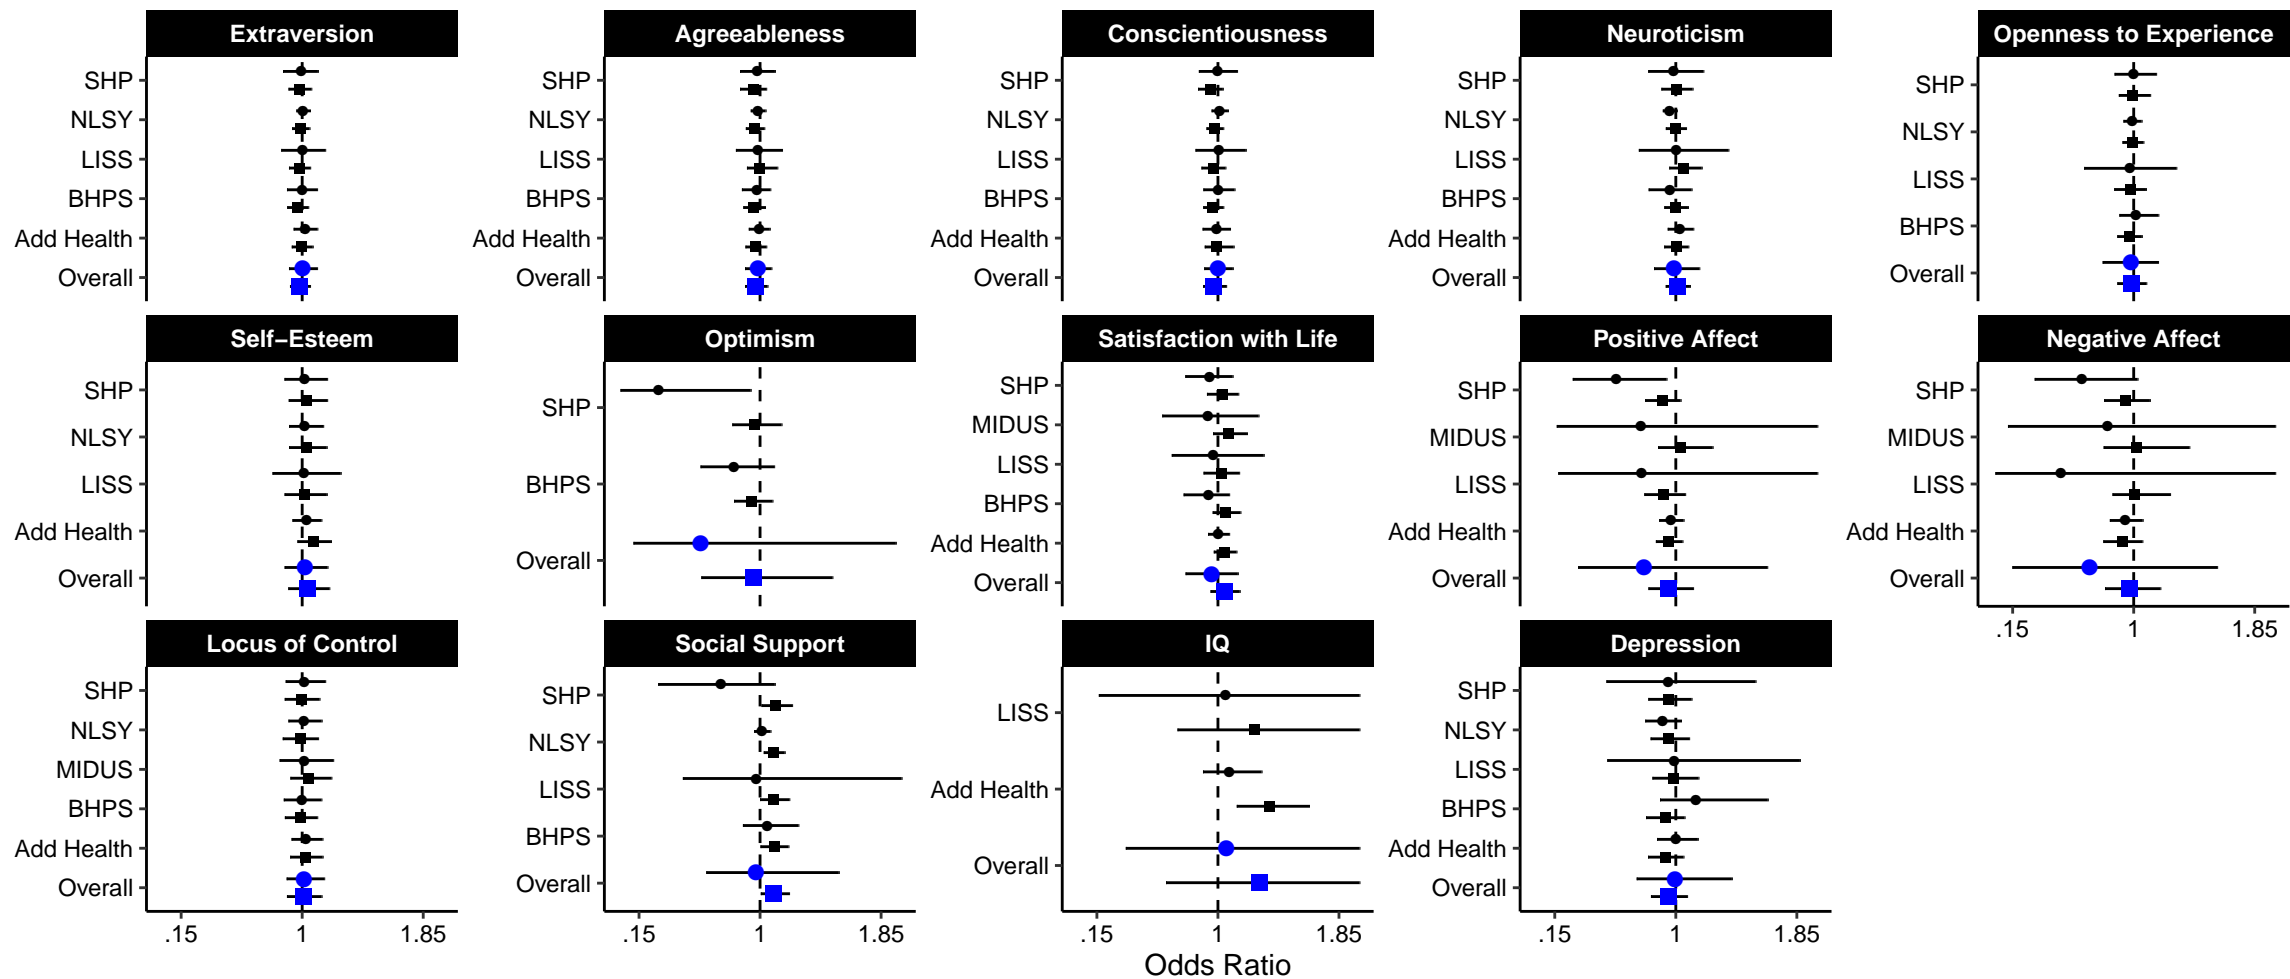 Extraversion
SHP
NLSY
LISS
BHPS
Add Health
Overall
Agreeableness
SHP
NLSY
LISS
BHPS
Add Health
Overall
Conscientiousness
SHP
NLSY
LISS
BHPS
Add Health
Overall
Neuroticism
SHP
NLSY
LISS
BHPS
Add Health
Overall
Openness to Experience
SHP
NLSY
LISS
BHPS
Overall
Self−Esteem
SHP
NLSY
LISS
Add Health
Overall
Optimism
SHP
BHPS
Overall
Satisfaction with Life
SHP
MIDUS
LISS
BHPS
Add Health
Overall
Positive Affect
SHP
MIDUS
LISS
Add Health
Overall
Negative Affect
SHP
MIDUS
LISS
Add Health
Overall
.15 1 1.85
Locus of Control
SHP
NLSY
MIDUS
BHPS
Add Health
Overall
.15 1 1.85
Social Support
SHP
NLSY
LISS
BHPS
Overall
.15 1 1.85
IQ
LISS
Add Health
Overall
.15 1 1.85
Depression
SHP
NLSY
LISS
BHPS
Add Health
Overall
.15 1 1.85
Odds Ratio